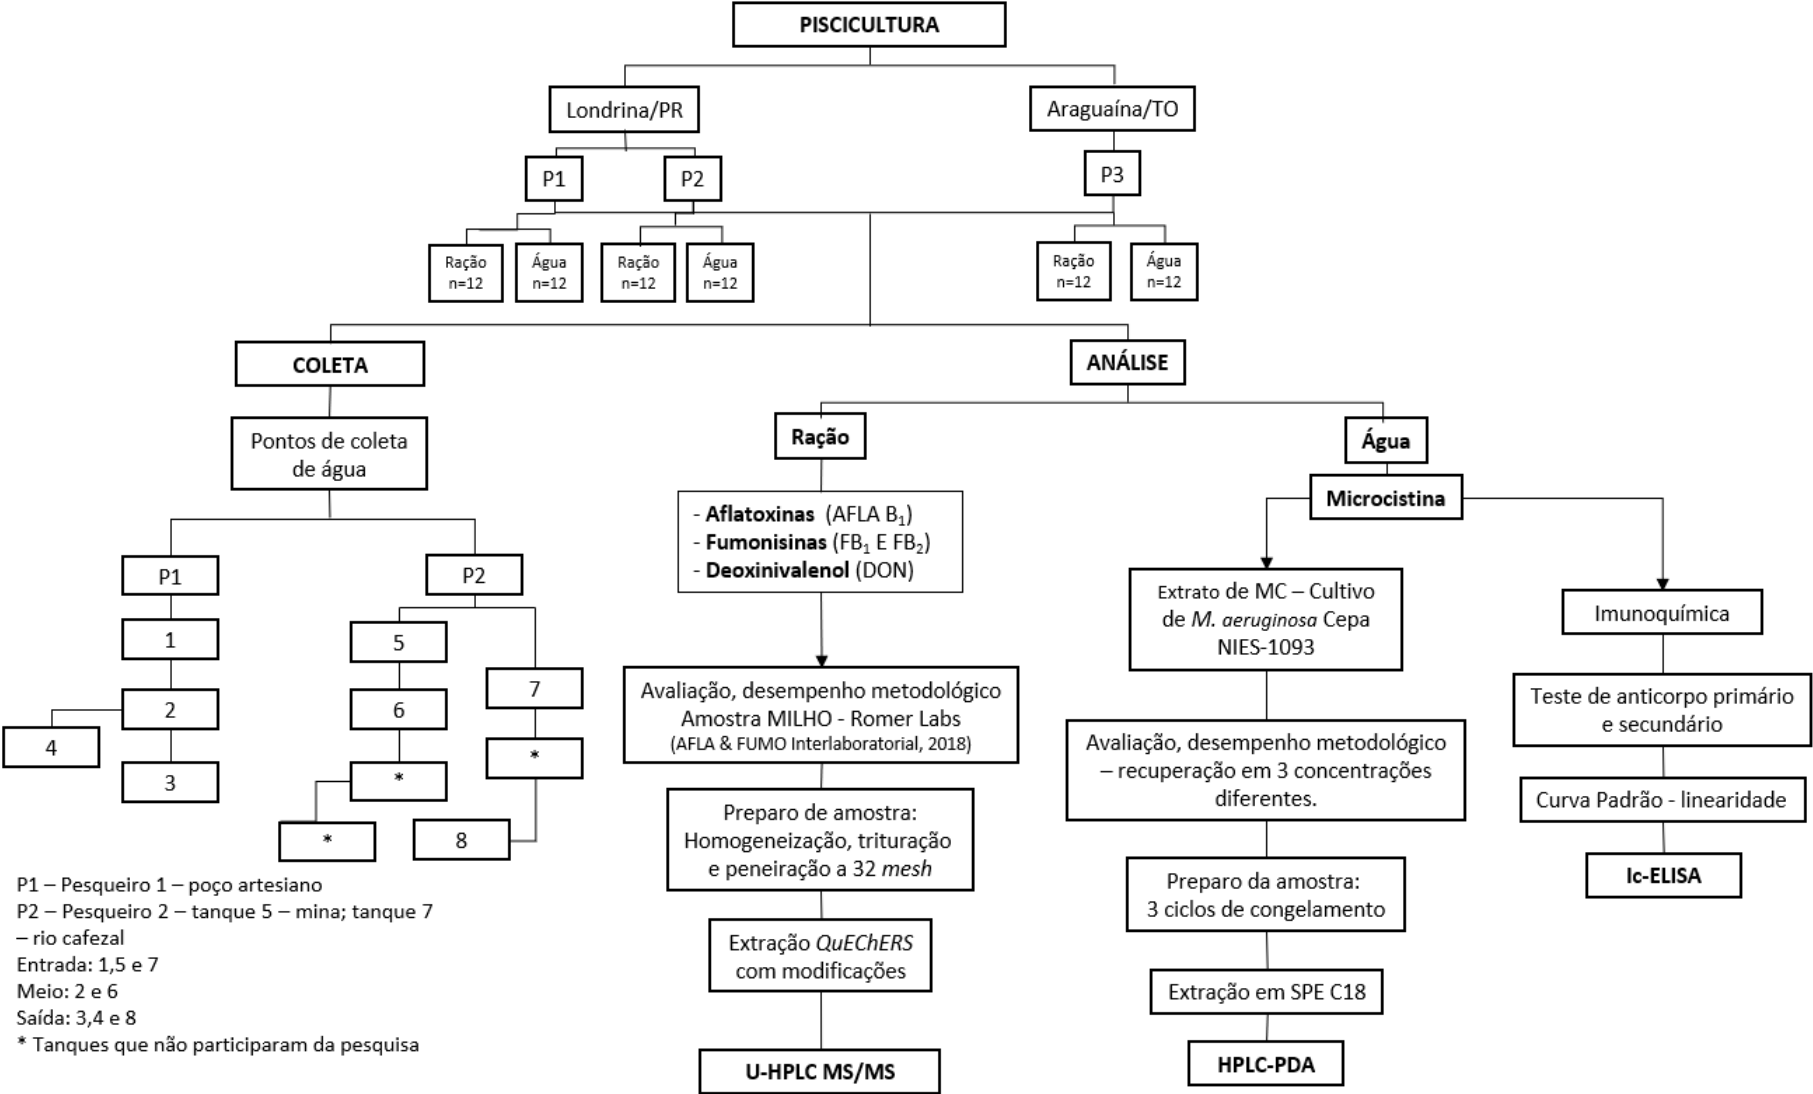 PISCICULTURA
Londrina/PR
Araguaína/TO
P1
P2
P3
Ração
n=12
Água
n=12
Ração
n=12
Água
n=12
Ração
n=12
Água
n=12
COLETA
ANÁLISE
Pontos de coleta
de água
P1
1
2
4
3
P2
5
6
*
*
7
*
8
P1 – Pesqueiro 1 – poço artesiano
P2 – Pesqueiro 2 – tanque 5 – mina; tanque 7
– rio cafezal
Entrada: 1,5 e 7
Meio: 2 e 6
Saída: 3,4 e 8
* Tanques que não participaram da pesquisa
Ração
- Aflatoxinas (AFLA B₁)
- Fumonisinas (FB₁ E FB₂)
- Deoxinivalenol (DON)
Avaliação, desempenho metodológico
Amostra MILHO - Romer Labs
(AFLA & FUMO Interlaboratorial, 2018)
Preparo de amostra:
Homogeneização, trituração
e peneiração a 32 mesh
Extração QuEChERS
com modificações
U-HPLC MS/MS
Água
Microcistina
Extrato de MC – Cultivo
de M. aeruginosa Cepa
NIES-1093
Avaliação, desempenho metodológico
– recuperação em 3 concentrações
diferentes.
Preparo da amostra:
3 ciclos de congelamento
Extração em SPE C18
HPLC-PDA
Imunoquímica
Teste de anticorpo primário
e secundário
Curva Padrão - linearidade
Ic-ELISA